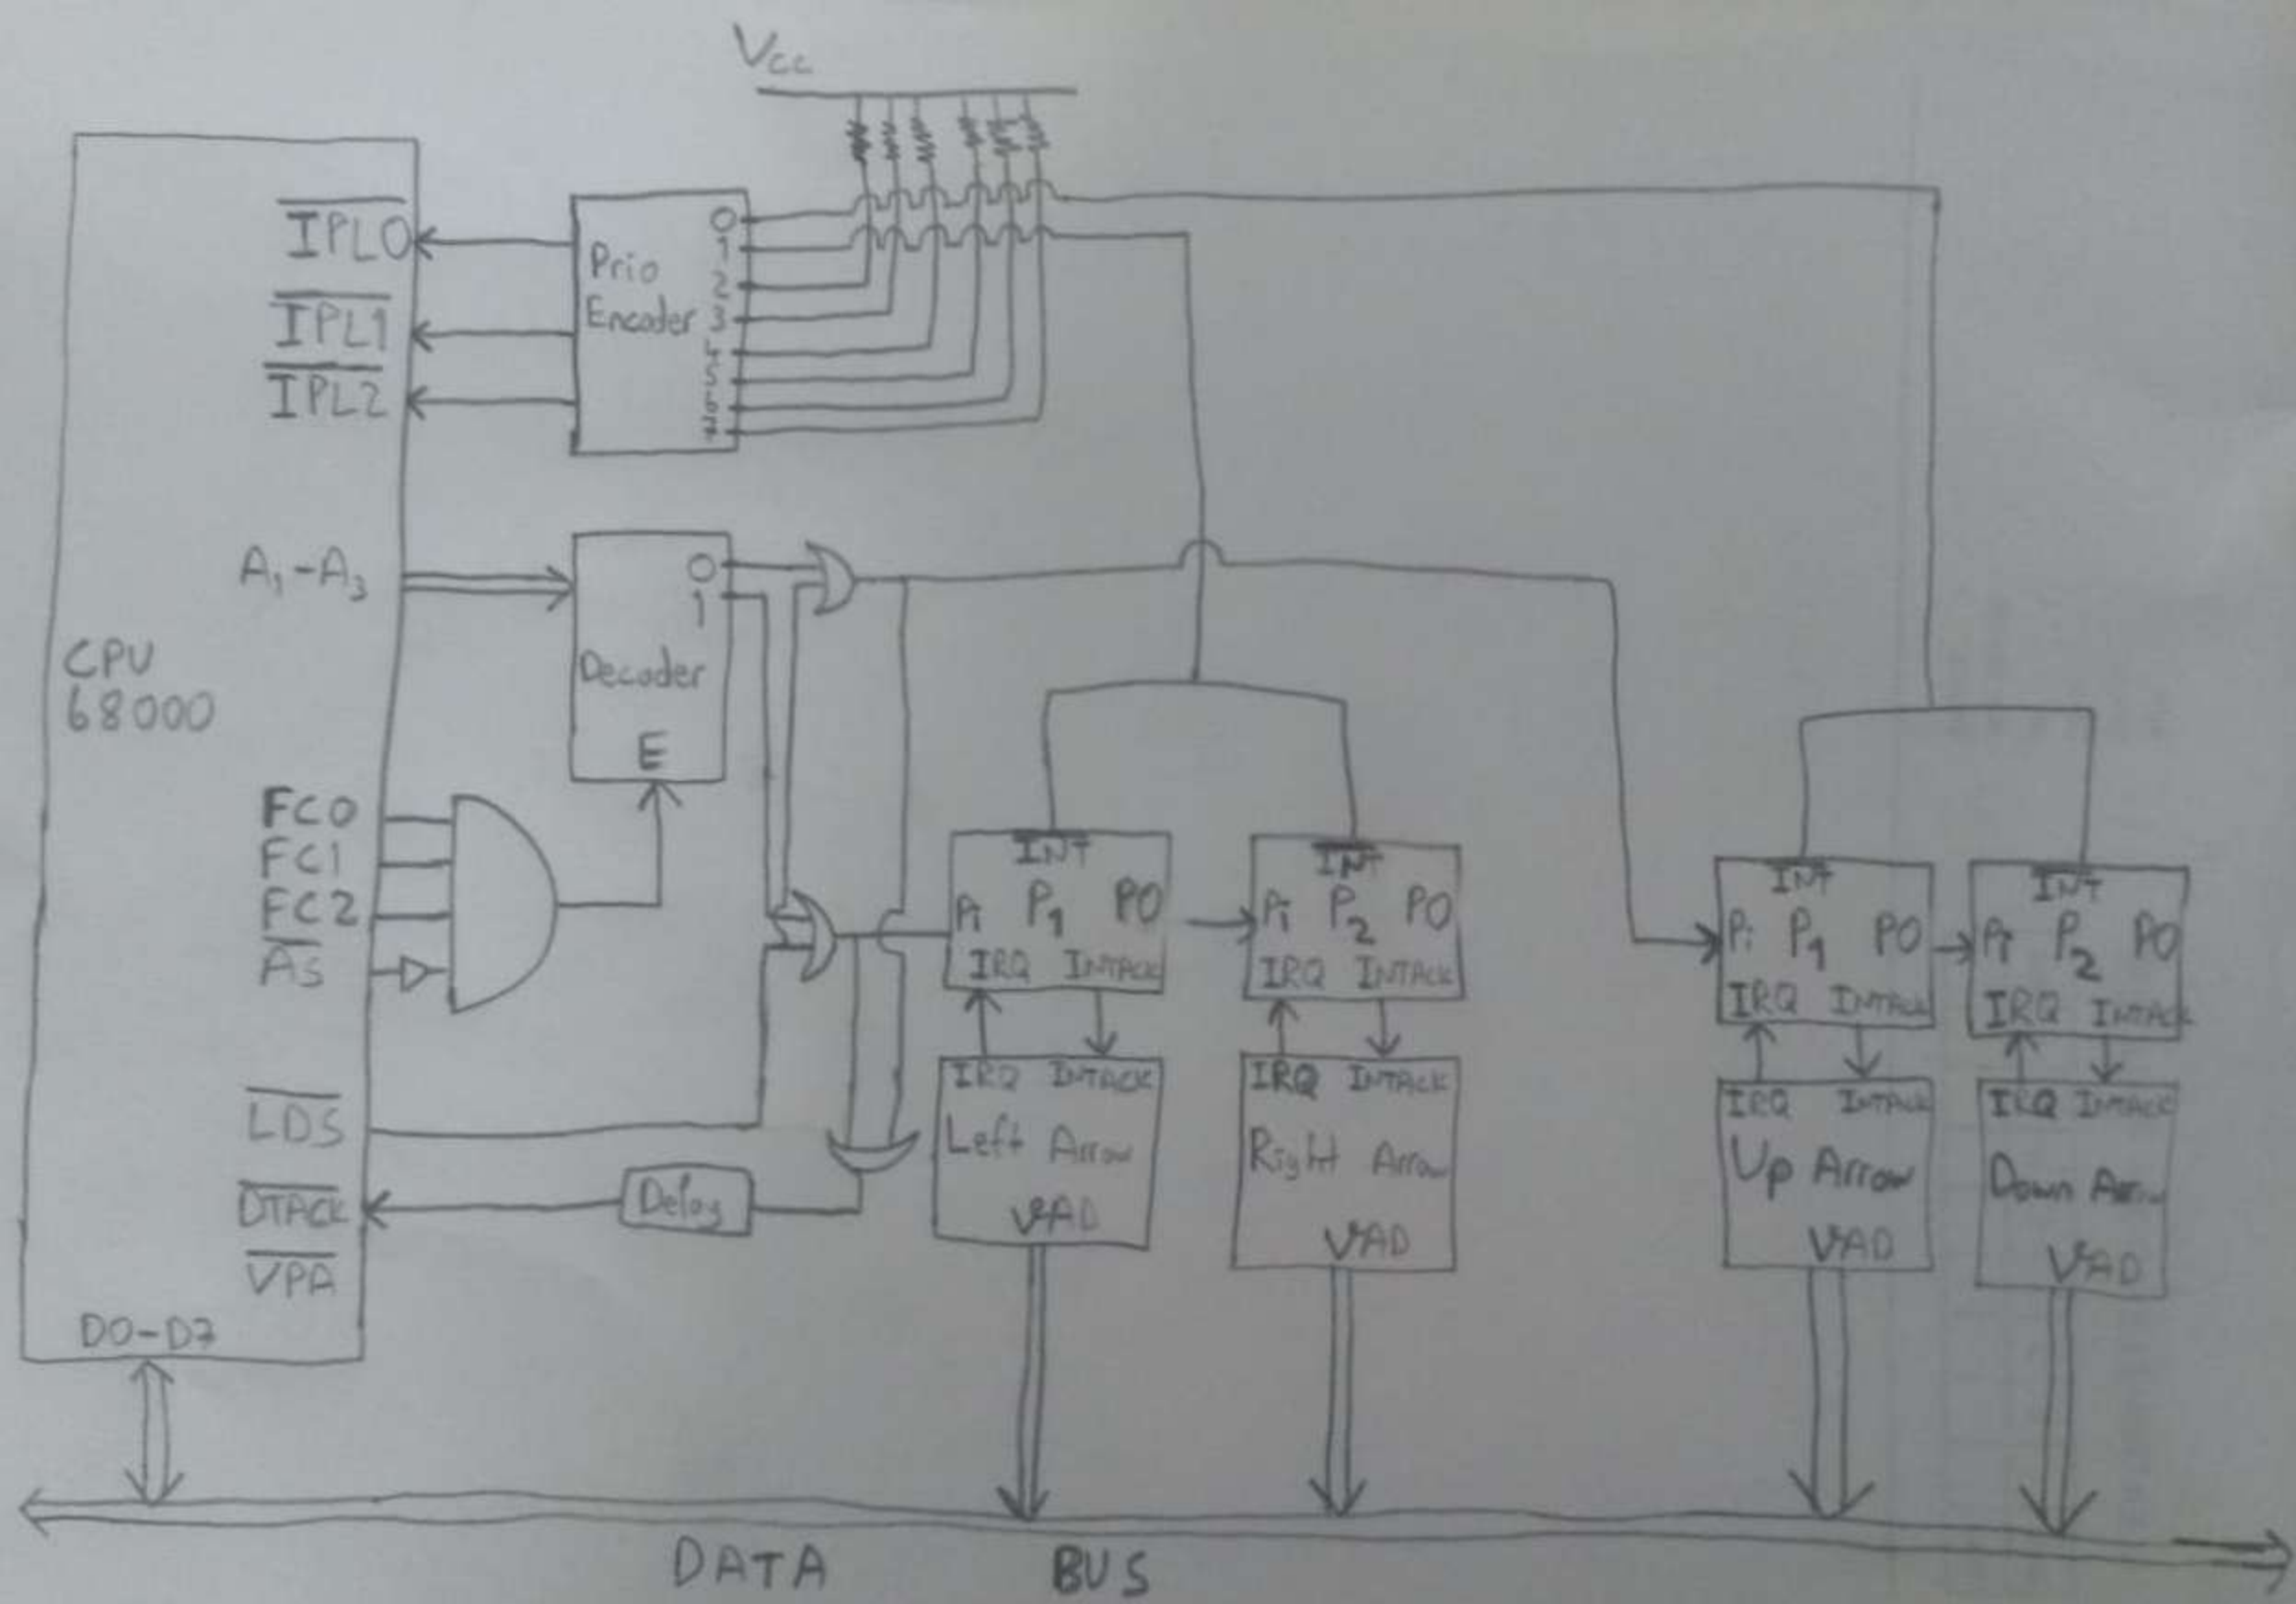 Vcc
IPL0
IPL1
IPL2
Prio
Encoder
0
1
2
3
4
5
6
7
A1-A3
CPU
68000
0
1
Decoder
E
FC0
FC1
FC2
AS
LDS
DTACK
VPA
D0-D7
Delay
INT
Pi P1 PO
IRQ INTACK
INT
Pi P2 PO
IRQ INTACK
INT
Pi P1 PO
IRQ INTACK
INT
Pi P2 PO
IRQ INTACK
IRQ INTACK
Left Arrow
VAD
IRQ INTACK
Right Arrow
VAD
IRQ INTACK
Up Arrow
VAD
IRQ INTACK
Down Arrow
VAD
DATA BUS